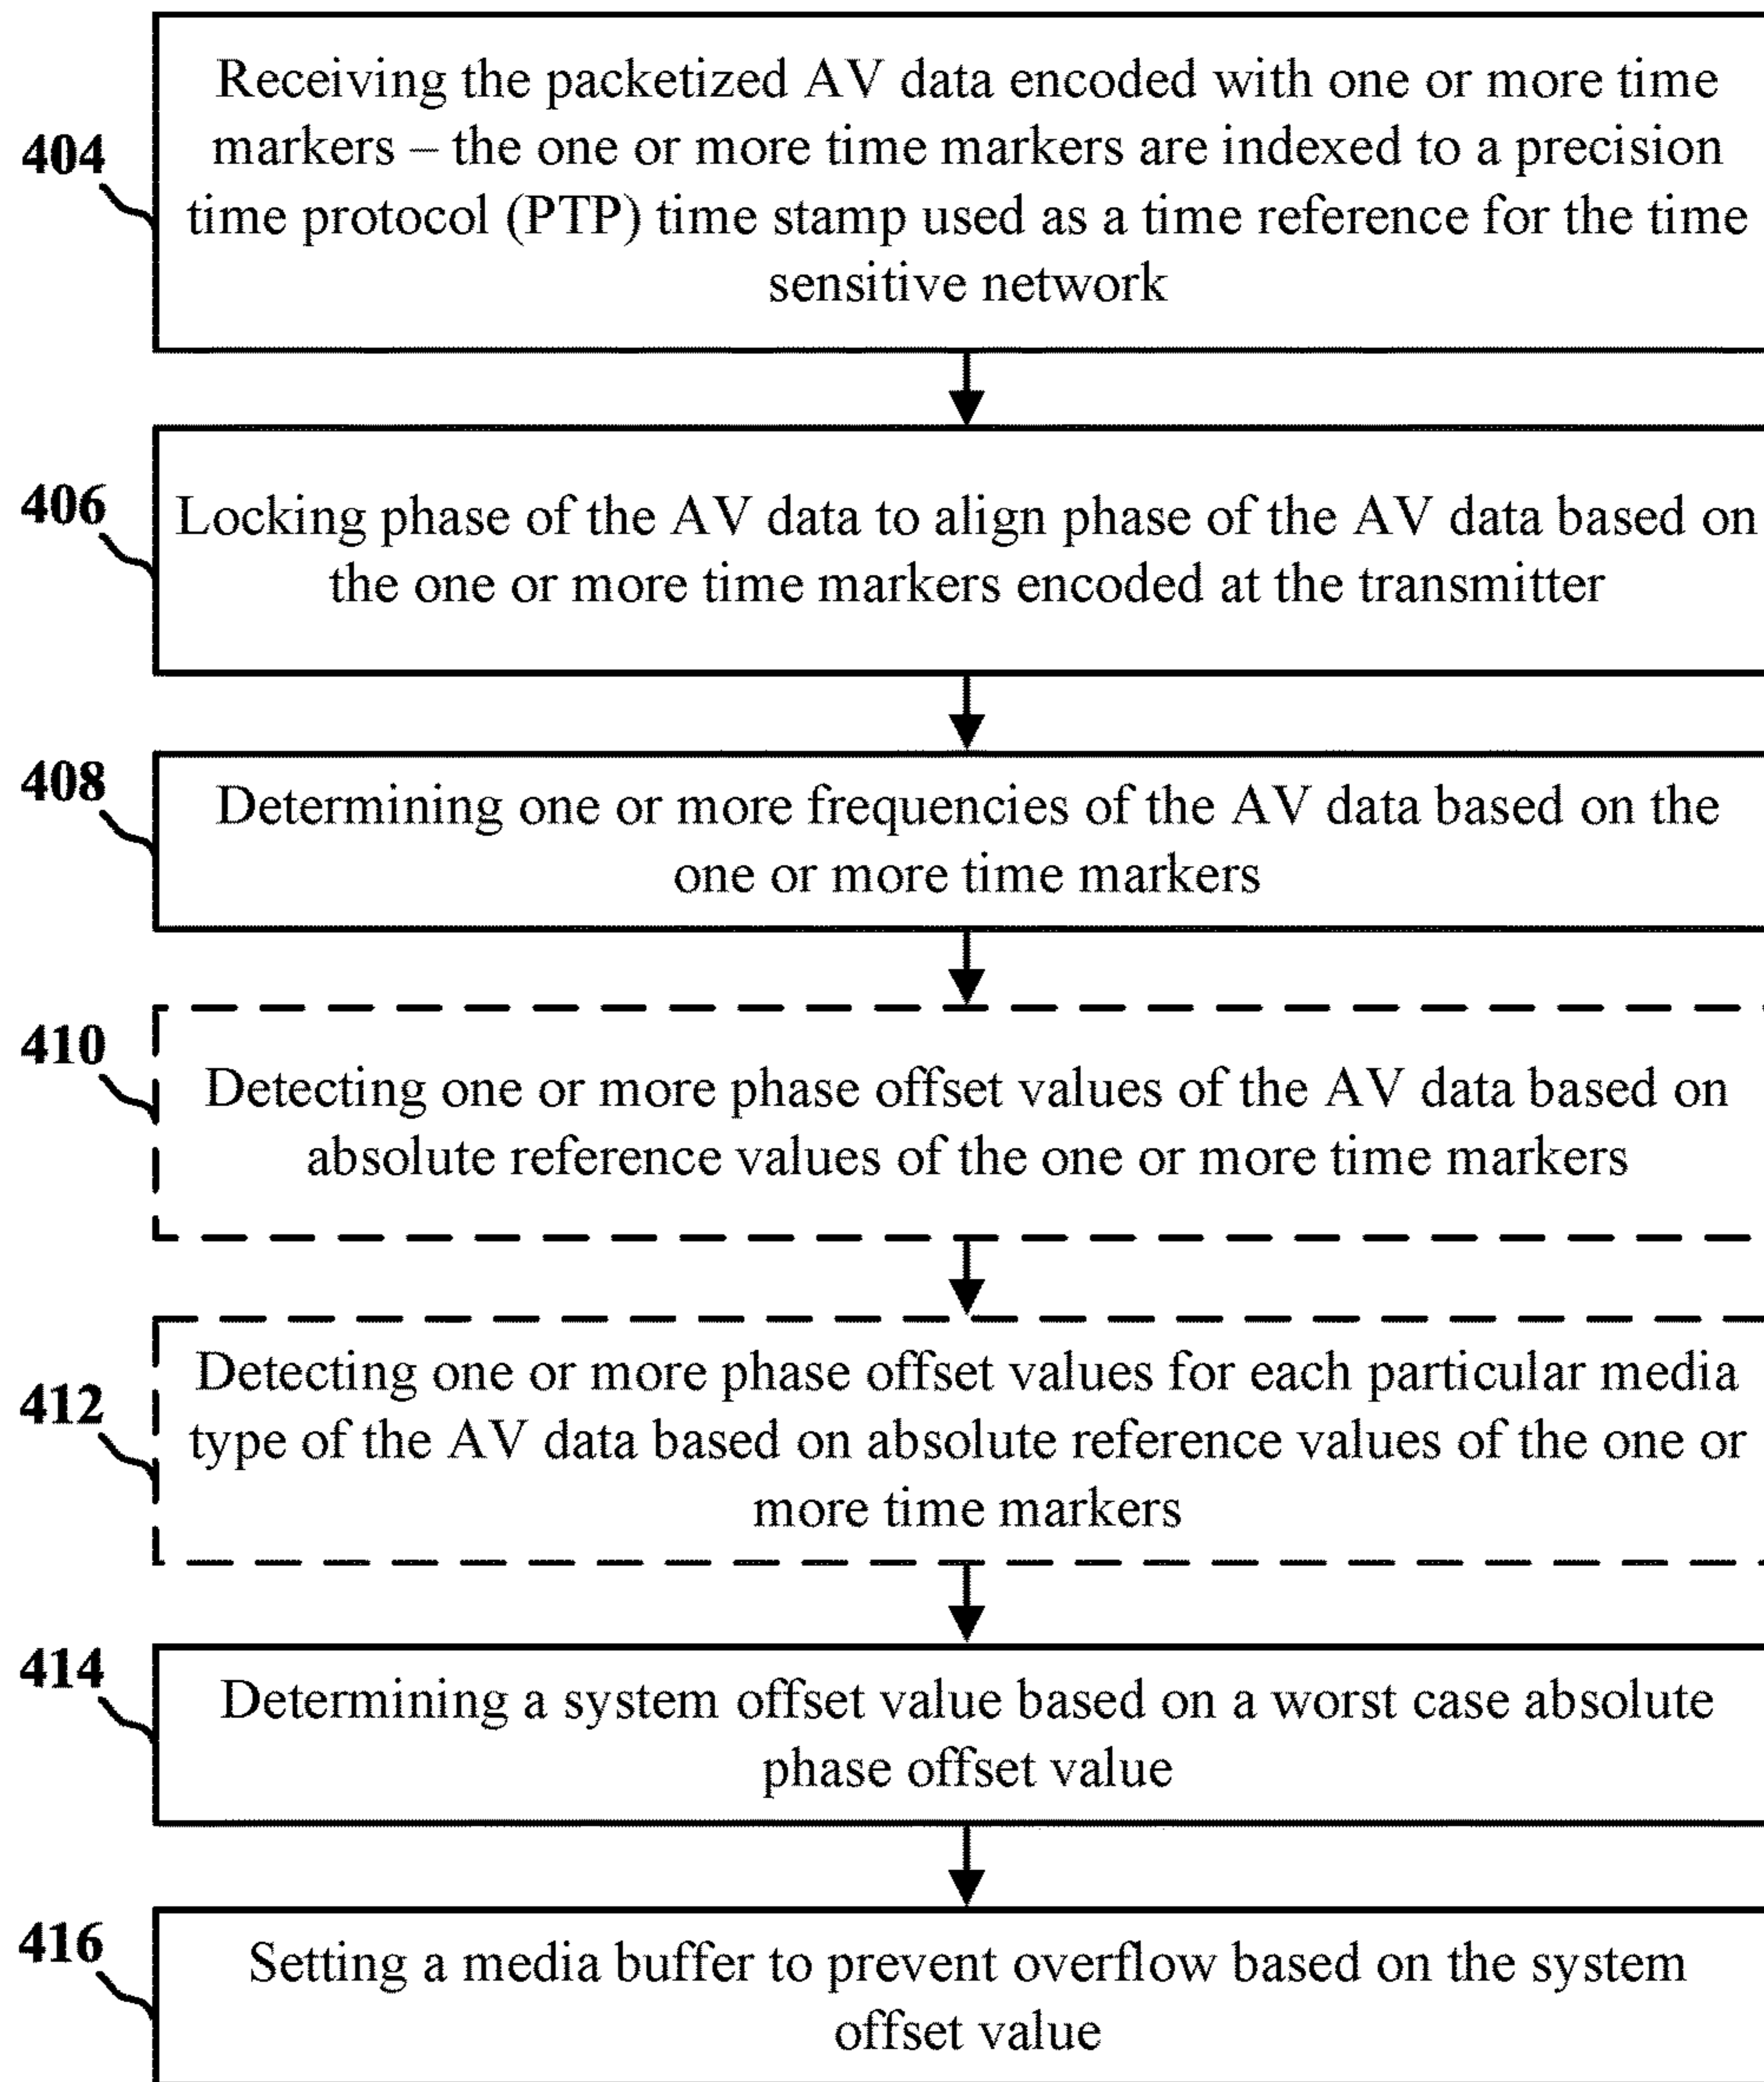 404
Receiving the packetized AV data encoded with one or more time
markers – the one or more time markers are indexed to a precision
time protocol (PTP) time stamp used as a time reference for the time
sensitive network
406
Locking phase of the AV data to align phase of the AV data based on
the one or more time markers encoded at the transmitter
408
Determining one or more frequencies of the AV data based on the
one or more time markers
410
Detecting one or more phase offset values of the AV data based on
absolute reference values of the one or more time markers
412
Detecting one or more phase offset values for each particular media
type of the AV data based on absolute reference values of the one or
more time markers
414
Determining a system offset value based on a worst case absolute
phase offset value
416
Setting a media buffer to prevent overflow based on the system
offset value